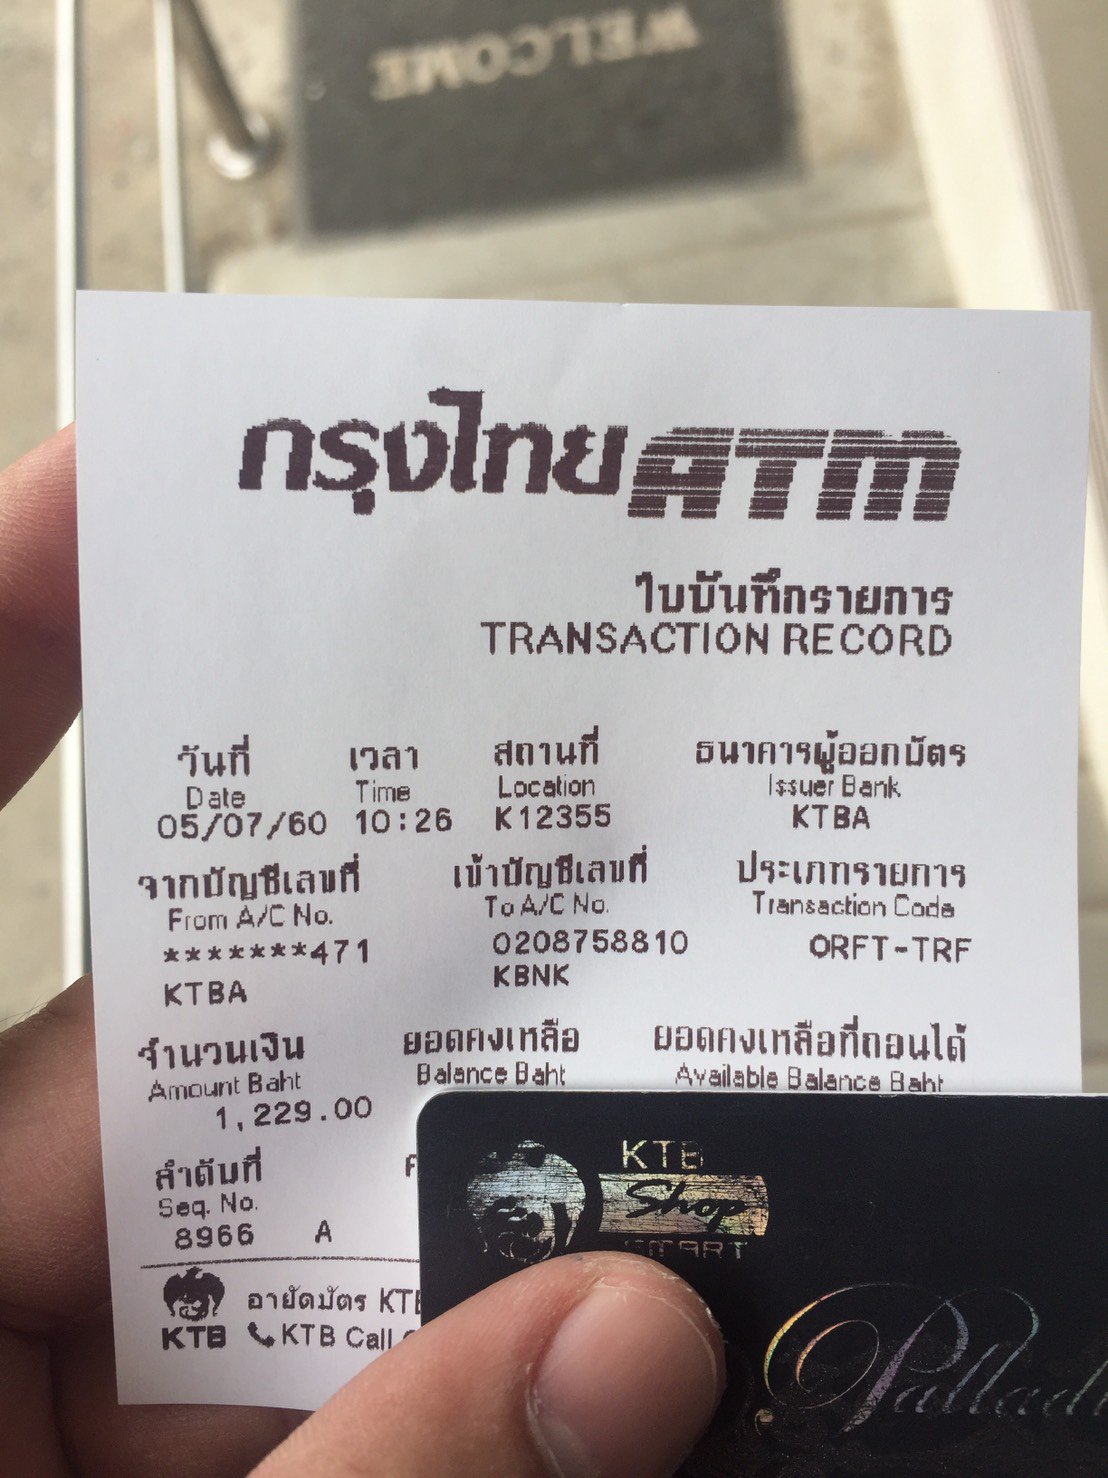 WELCOME
กรุงไทย ATM
ใบบันทึกรายการ
TRANSACTION RECORD
วันที่ เวลา สถานที่ ธนาคารผู้ออกบัตร
Date Time Location Issuer Bank
05/07/60 10:26 K12355 KTBA
จากบัญชีเลขที่ เข้าบัญชีเลขที่ ประเภทรายการ
From A/C No. To A/C No. Transaction Code
*******471 0208758810 ORFT-TRF
KTBA KBNK
จำนวนเงิน ยอดคงเหลือ ยอดคงเหลือที่ถอนได้
Amount Baht Balance Baht Available Balance Baht
1,229.00
ลำดับที่
Seq. No.
8966 A
อายัดบัตร
KTB KTB Call
KTB
Shop
SMART